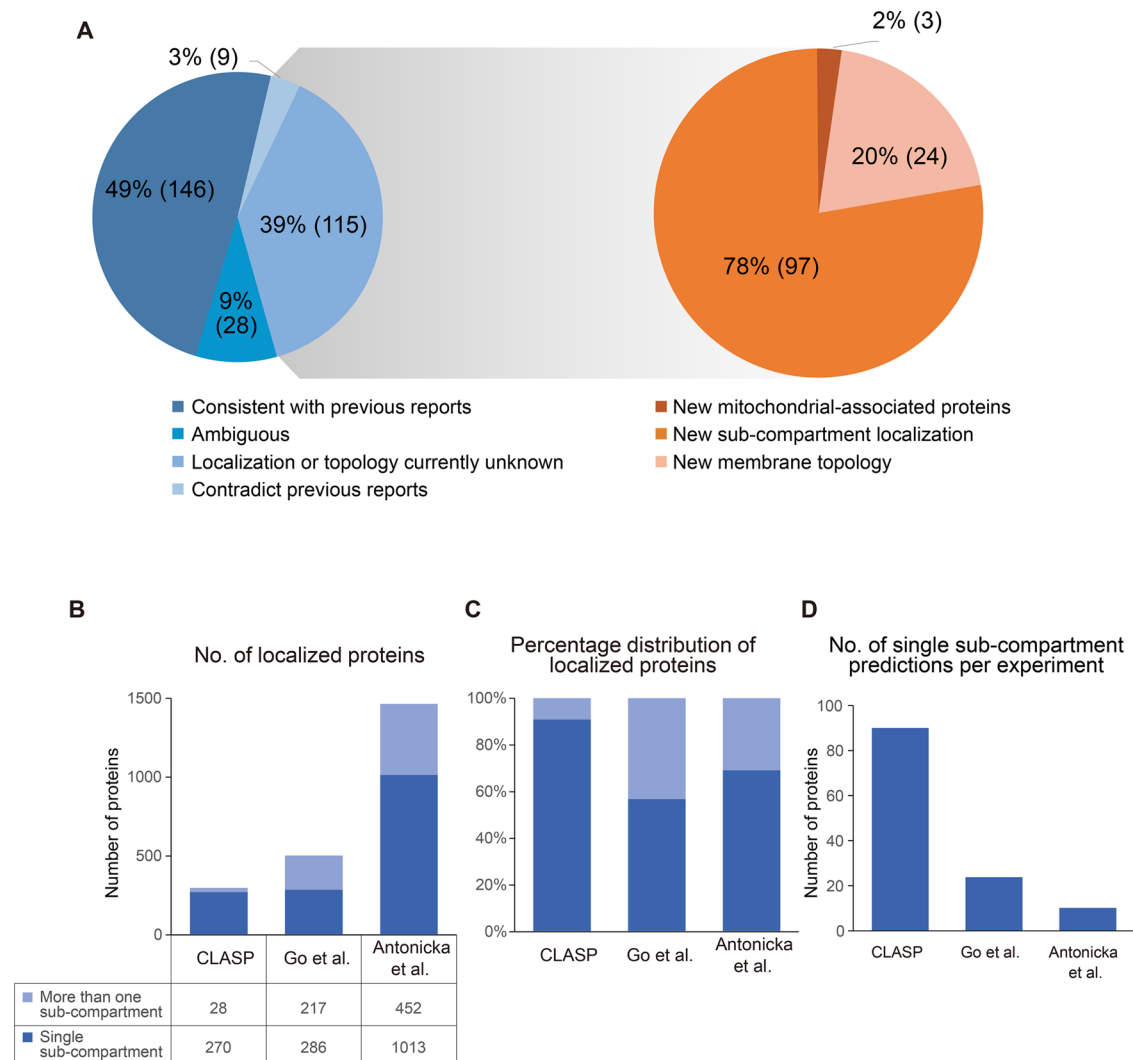 A
3% (9)
49% (146)
39% (115)
9%
(28)
2% (3)
20% (24)
78% (97)
Consistent with previous reports
Ambiguous
Localization or topology currently unknown
Contradict previous reports
New mitochondrial-associated proteins
New sub-compartment localization
New membrane topology
B
No. of localized proteins
Number of proteins
1500
1000
500
0
CLASP
Go et al.
Antonicka
et al.
More than one
sub-compartment
28
217
452
Single
sub-compartment
270
286
1013
C
Percentage distribution of
localized proteins
100%
80%
60%
40%
20%
0%
CLASP
Go et al.
Antonicka
et al.
D
No. of single sub-compartment
predictions per experiment
Number of proteins
100
80
60
40
20
0
CLASP
Go et al.
Antonicka
et al.